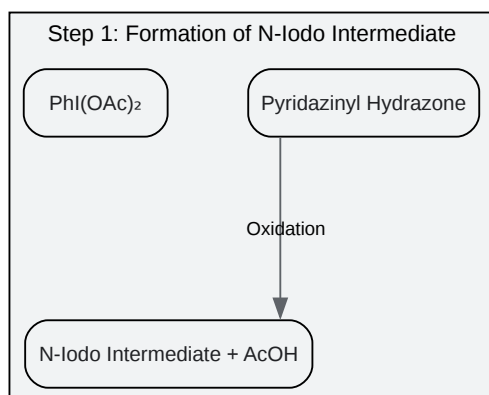 Step 1: Formation of N-Iodo Intermediate
PhI(OAc)₂
Pyridazinyl Hydrazone
Oxidation
N-Iodo Intermediate + AcOH